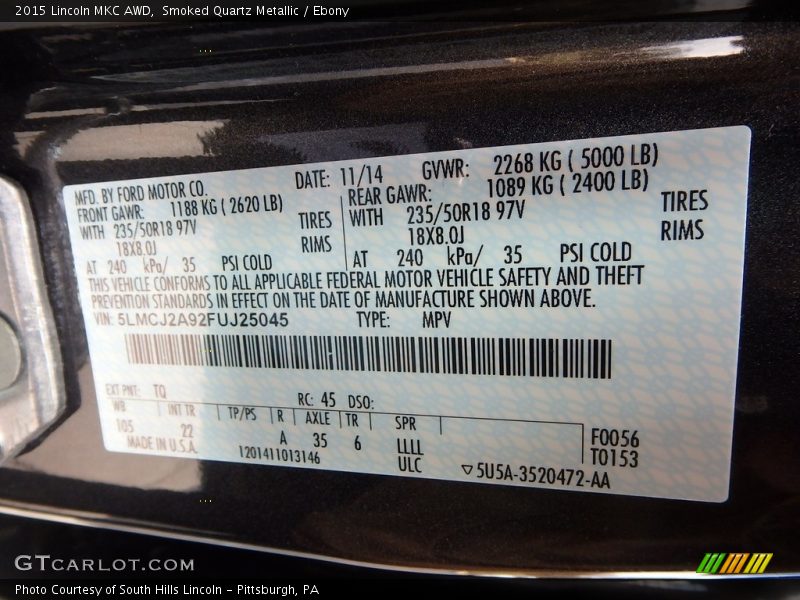 2015 Lincoln MKC AWD, Smoked Quartz Metallic / Ebony
MFD. BY FORD MOTOR CO. DATE: 11/14 GVWR: 2268 KG ( 5000 LB)
FRONT GAWR: 1188 KG ( 2620 LB) REAR GAWR: 1089 KG ( 2400 LB)
WITH 235/50R18 97V TIRES WITH 235/50R18 97V TIRES
18X8.0J RIMS 18X8.0J RIMS
AT 240 kPa/ 35 PSI COLD AT 240 kPa/ 35 PSI COLD
THIS VEHICLE CONFORMS TO ALL APPLICABLE FEDERAL MOTOR VEHICLE SAFETY AND THEFT
PREVENTION STANDARDS IN EFFECT ON THE DATE OF MANUFACTURE SHOWN ABOVE.
VIN: 5LMCJ2A92FUJ25045 TYPE: MPV
EXT PNT: TQ RC: 45 DSO:
WB INT TR TP/PS R AXLE TR SPR
105 22 A 35 6 LLLL F0056
MADE IN U.S.A. 1201411013146 ULC T0153
5U5A-3520472-AA
GTCARLOT.COM
Photo Courtesy of South Hills Lincoln - Pittsburgh, PA